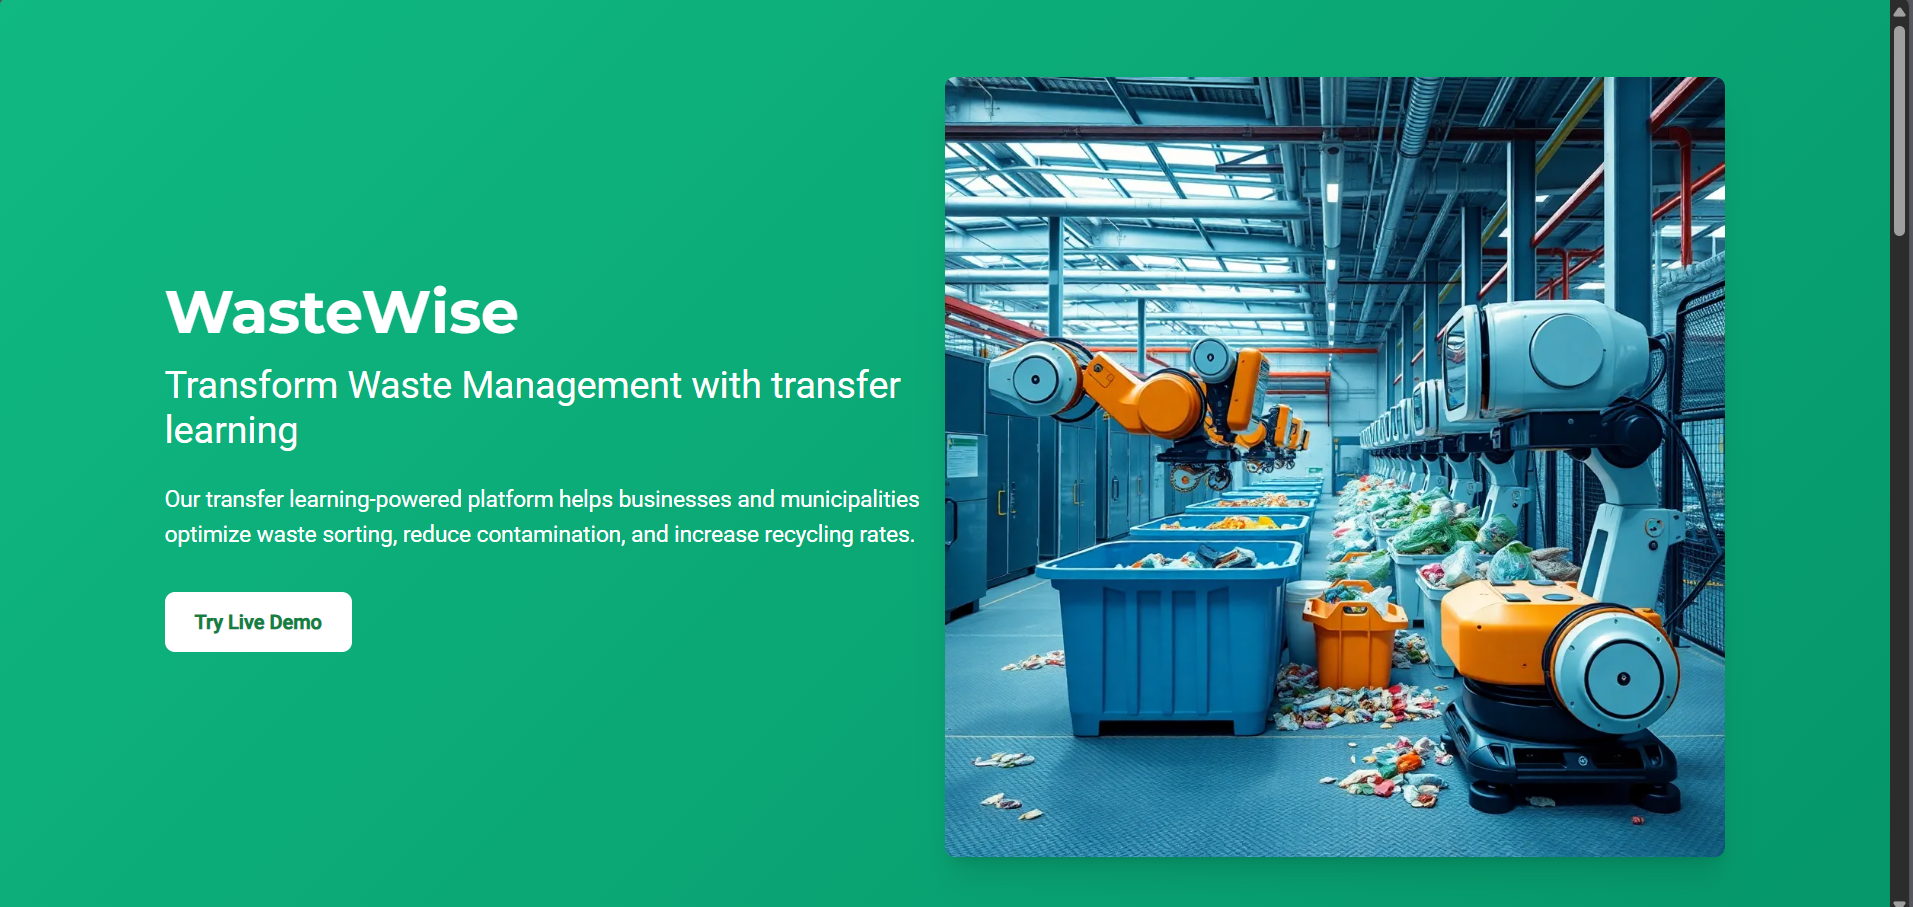 WasteWise
Transform Waste Management with transfer
learning
Our transfer learning-powered platform helps businesses and municipalities
optimize waste sorting, reduce contamination, and increase recycling rates.
Try Live Demo